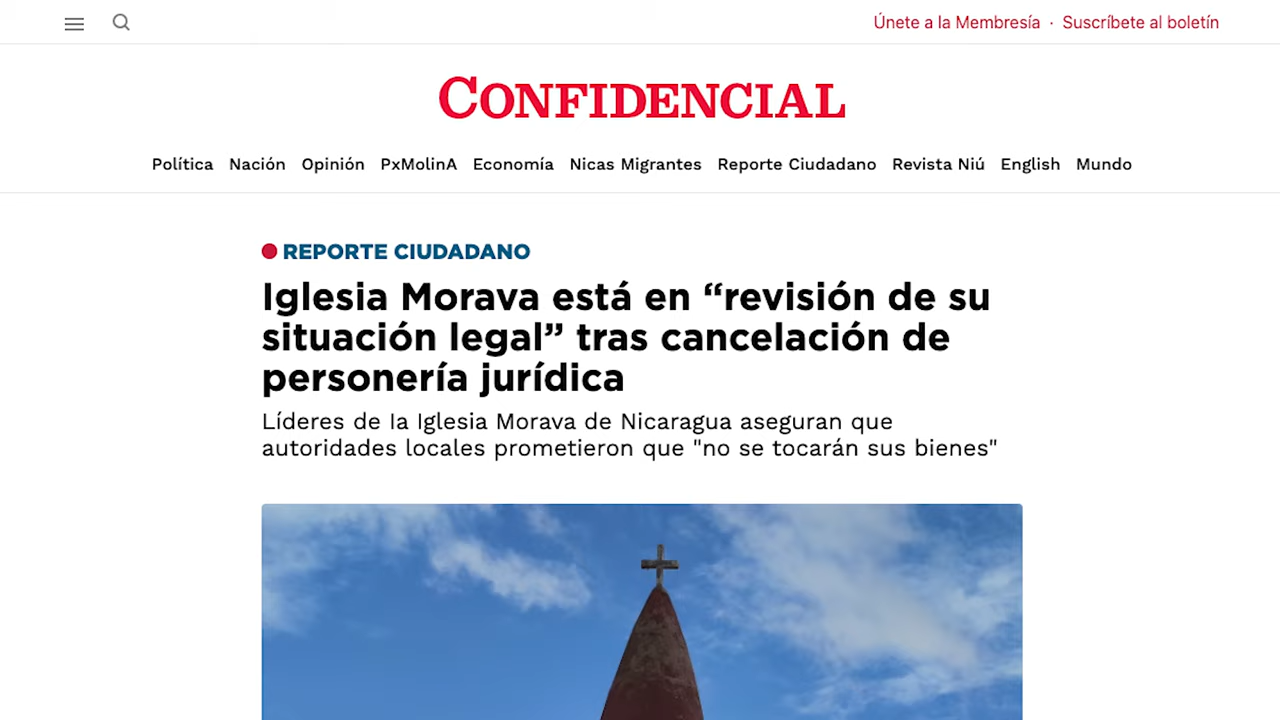 Únete a la Membresía · Suscríbete al boletín
CONFIDENCIAL
Política Nación Opinión PxMolinA Economía Nicas Migrantes Reporte Ciudadano Revista Niú English Mundo
REPORTE CIUDADANO
Iglesia Morava está en “revisión de su
situación legal” tras cancelación de
personería jurídica
Líderes de la Iglesia Morava de Nicaragua aseguran que
autoridades locales prometieron que "no se tocarán sus bienes"